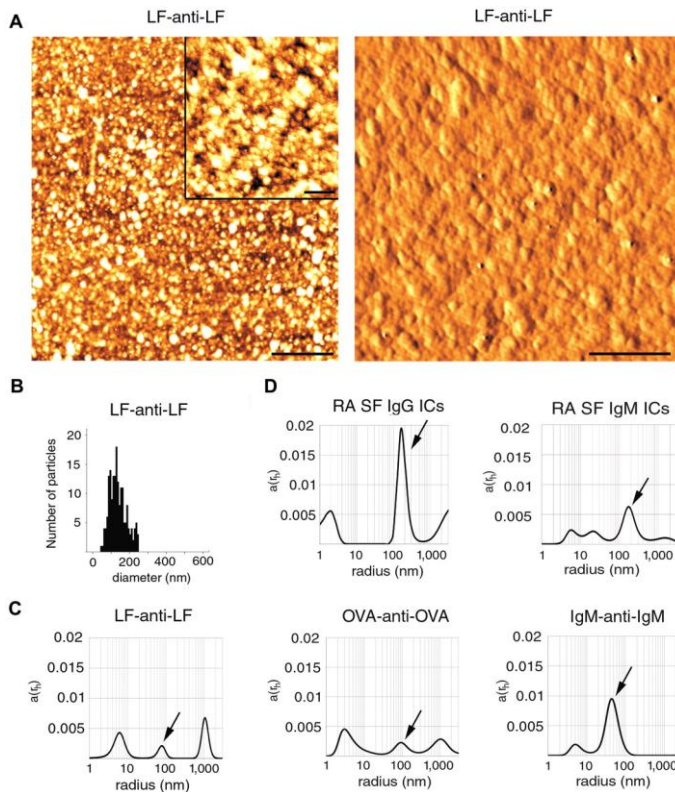 A
LF-anti-LF
LF-anti-LF
B
LF-anti-LF
Number of particles
20
15
10
5
0 200 400 600
diameter (nm)
D
RA SF IgG ICs
a(rh)
0.02
0.015
0.01
0.005
1 10 100 1,000
radius (nm)
RA SF IgM ICs
a(rh)
0.02
0.015
0.01
0.005
1 10 100 1,000
radius (nm)
C
LF-anti-LF
a(rh)
0.02
0.015
0.01
0.005
1 10 100 1,000
radius (nm)
OVA-anti-OVA
a(rh)
0.02
0.015
0.01
0.005
1 10 100 1,000
radius (nm)
IgM-anti-IgM
a(rh)
0.02
0.015
0.01
0.005
1 10 100 1,000
radius (nm)